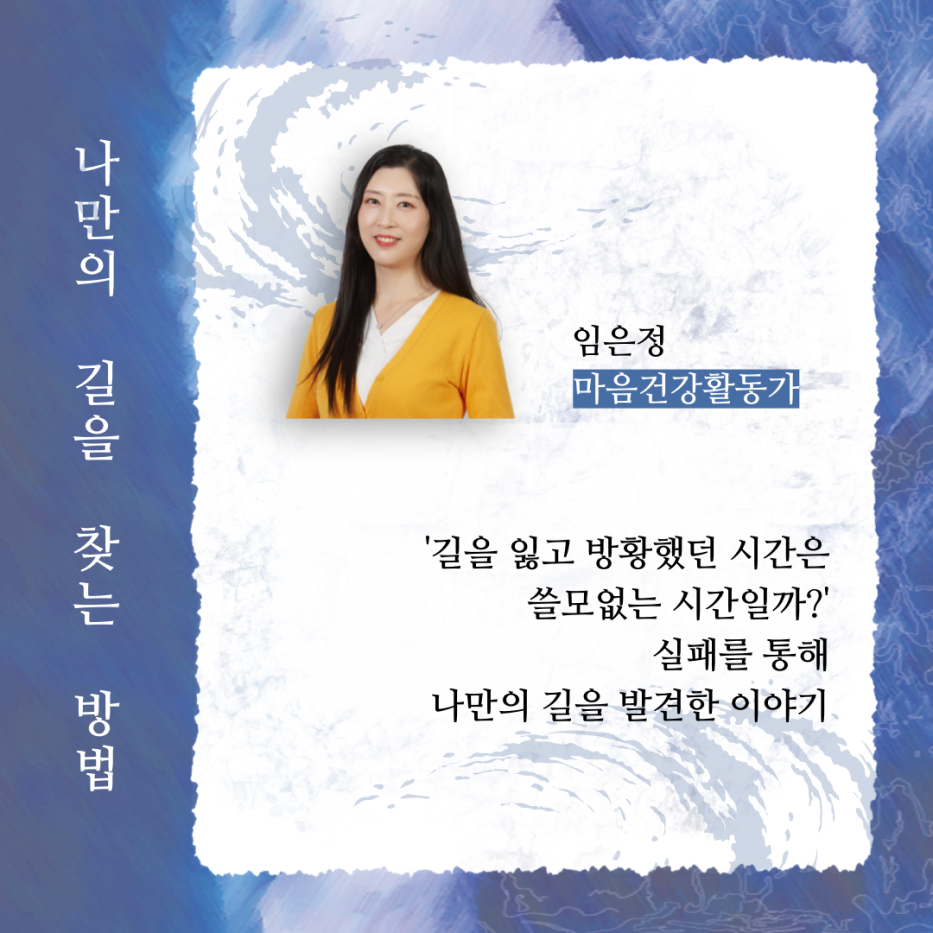 나만의 길을 찾는 방법
임은정
마음건강활동가
'길을 잃고 방황했던 시간은
쓸모없는 시간일까?'
실패를 통해
나만의 길을 발견한 이야기